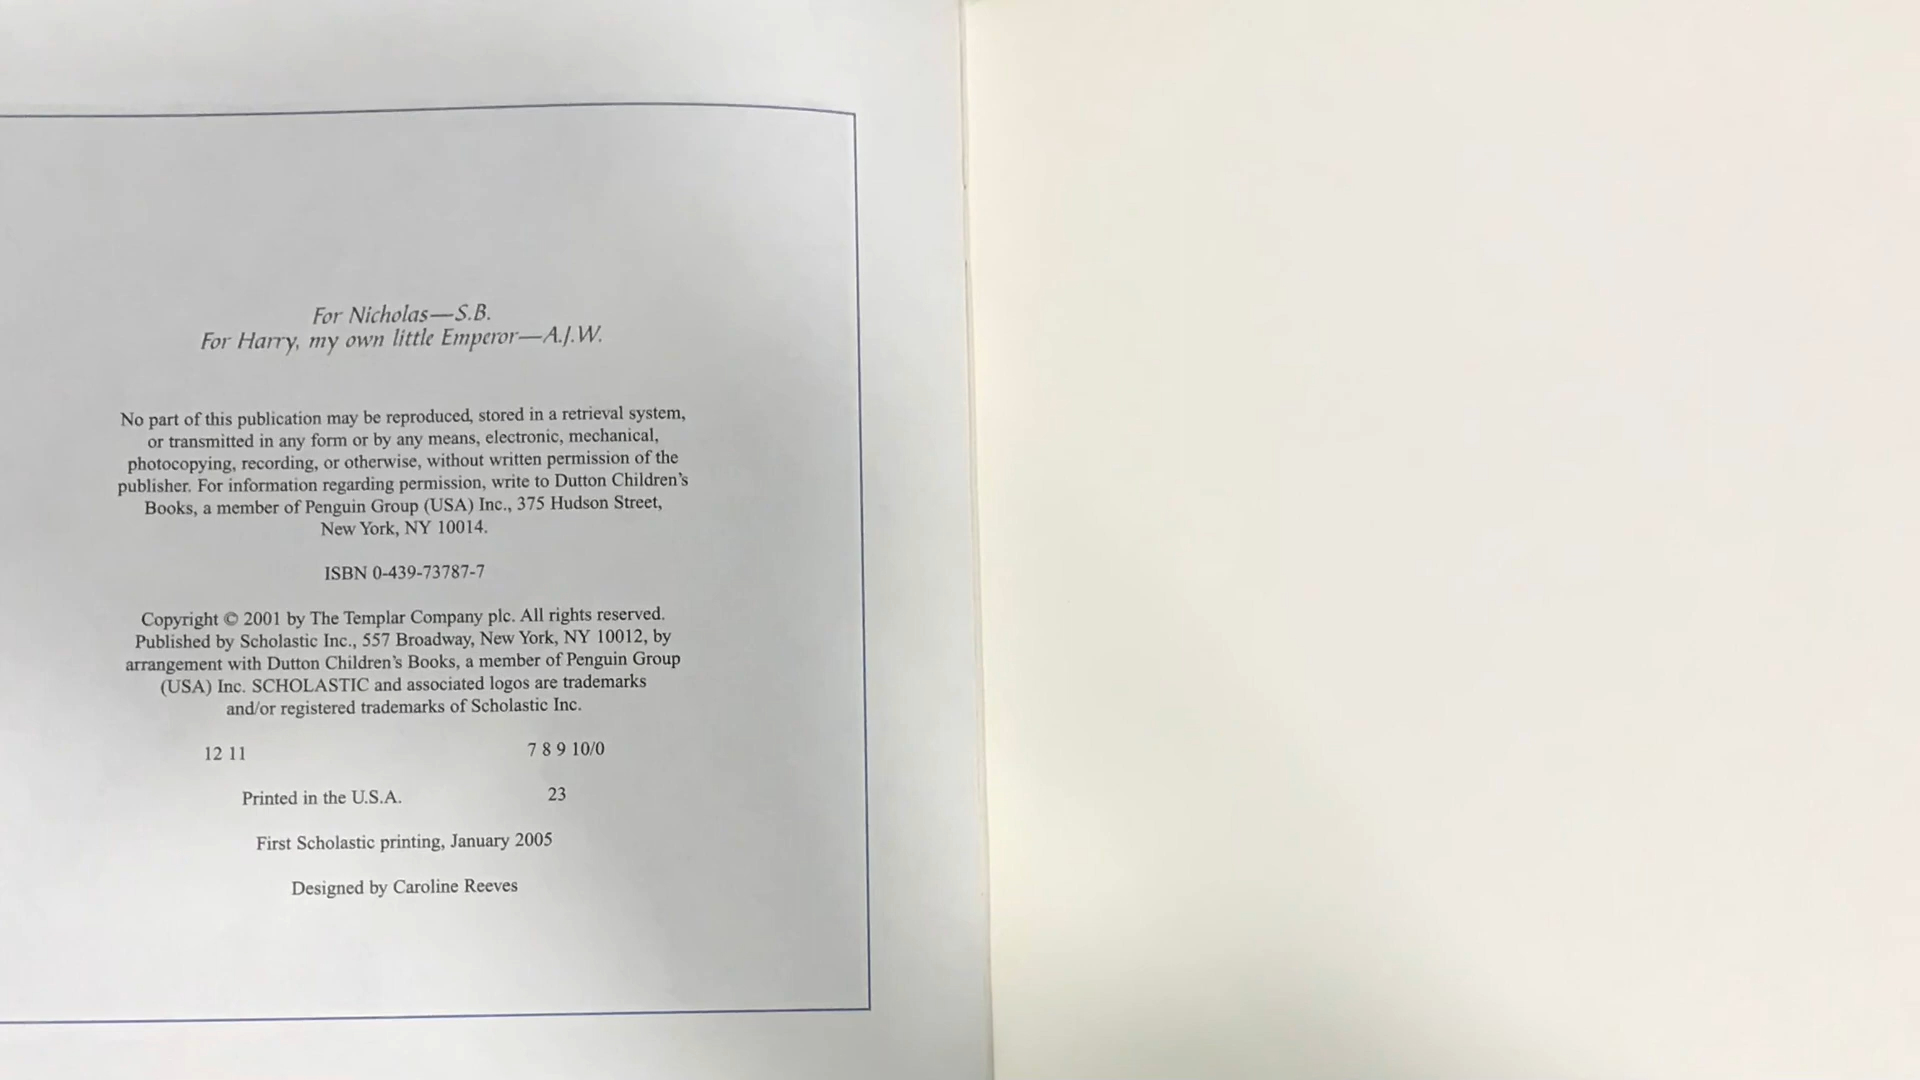 For Nicholas—S.B.
For Harry, my own little Emperor—A.J.W.
No part of this publication may be reproduced, stored in a retrieval system,
or transmitted in any form or by any means, electronic, mechanical,
photocopying, recording, or otherwise, without written permission of the
publisher. For information regarding permission, write to Dutton Children's
Books, a member of Penguin Group (USA) Inc., 375 Hudson Street,
New York, NY 10014.
ISBN 0-439-73787-7
Copyright © 2001 by The Templar Company plc. All rights reserved.
Published by Scholastic Inc., 557 Broadway, New York, NY 10012, by
arrangement with Dutton Children's Books, a member of Penguin Group
(USA) Inc. SCHOLASTIC and associated logos are trademarks
and/or registered trademarks of Scholastic Inc.
12 11 7 8 9 10/0
Printed in the U.S.A. 23
First Scholastic printing, January 2005
Designed by Caroline Reeves